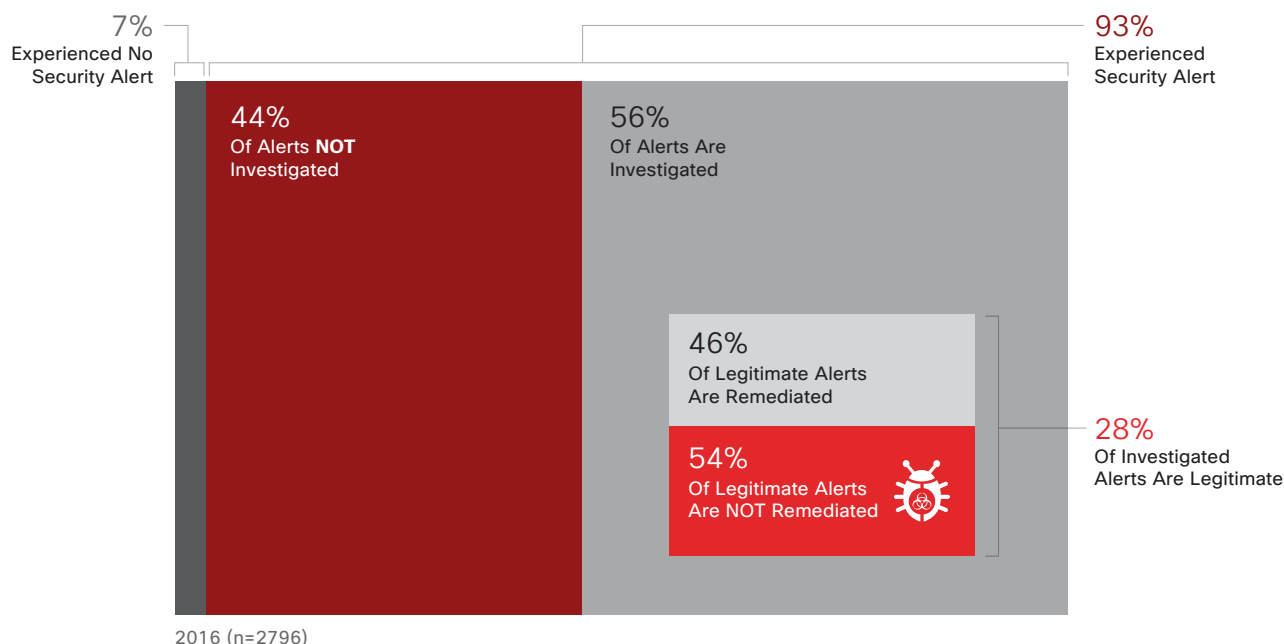 7%
Experienced No
Security Alert
93%
Experienced
Security Alert
44%
Of Alerts NOT
Investigated
56%
Of Alerts Are
Investigated
46%
Of Legitimate Alerts
Are Remediated
54%
Of Legitimate Alerts
Are NOT Remediated
28%
Of Investigated
Alerts Are Legitimate
2016 (n=2796)